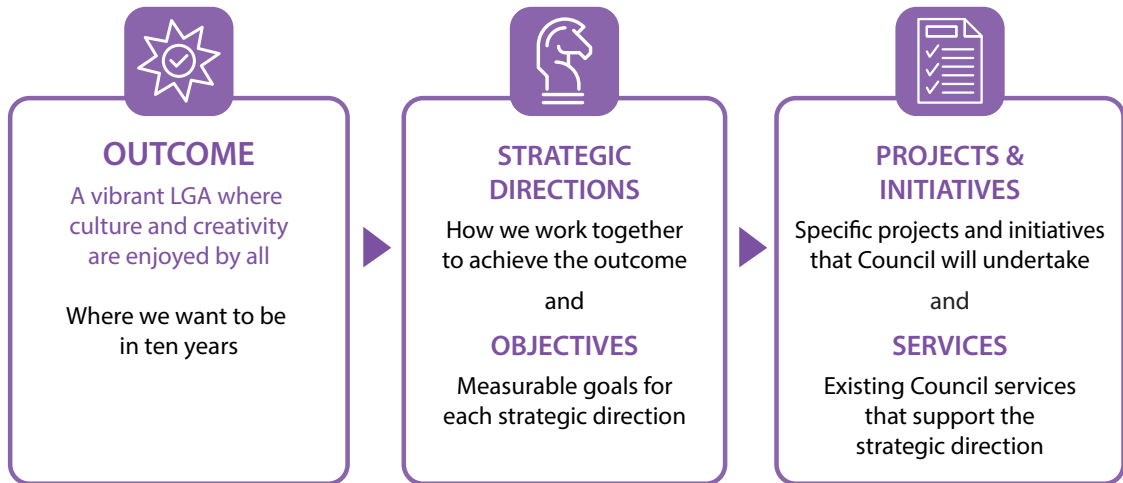 OUTCOME
A vibrant LGA where
culture and creativity
are enjoyed by all
Where we want to be
in ten years
STRATEGIC
DIRECTIONS
How we work together
to achieve the outcome
and
OBJECTIVES
Measurable goals for
each strategic direction
PROJECTS &
INITIATIVES
Specific projects and initiatives
that Council will undertake
and
SERVICES
Existing Council services
that support the
strategic direction